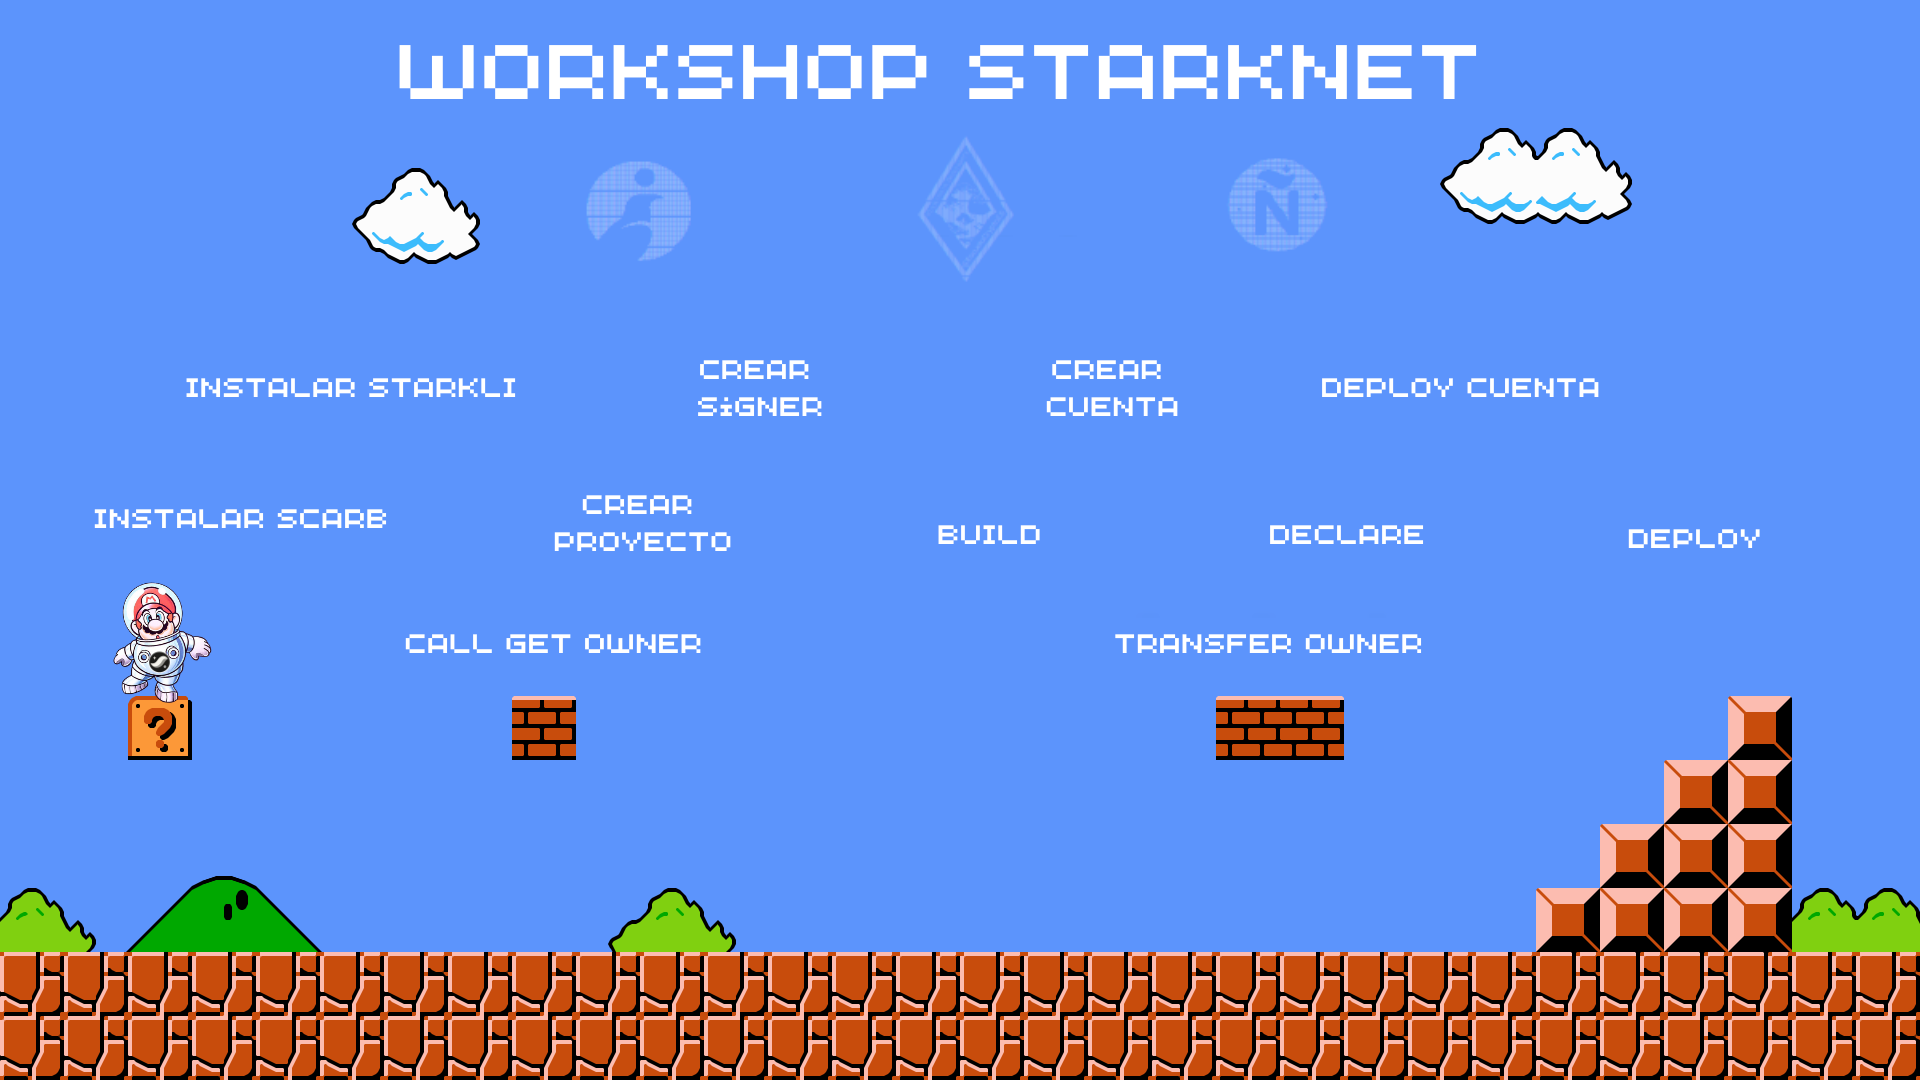 WORKSHOP STARKNET
Ñ
INSTALAR STARKLI
CREAR
SiGNER
CREAR
CUENTA
DEPLOY CUENTA
INSTALAR SCARB
CREAR
PROYECTO
BUILD
DECLARE
DEPLOY
M
CALL GET OWNER
TRANSFER OWNER
?